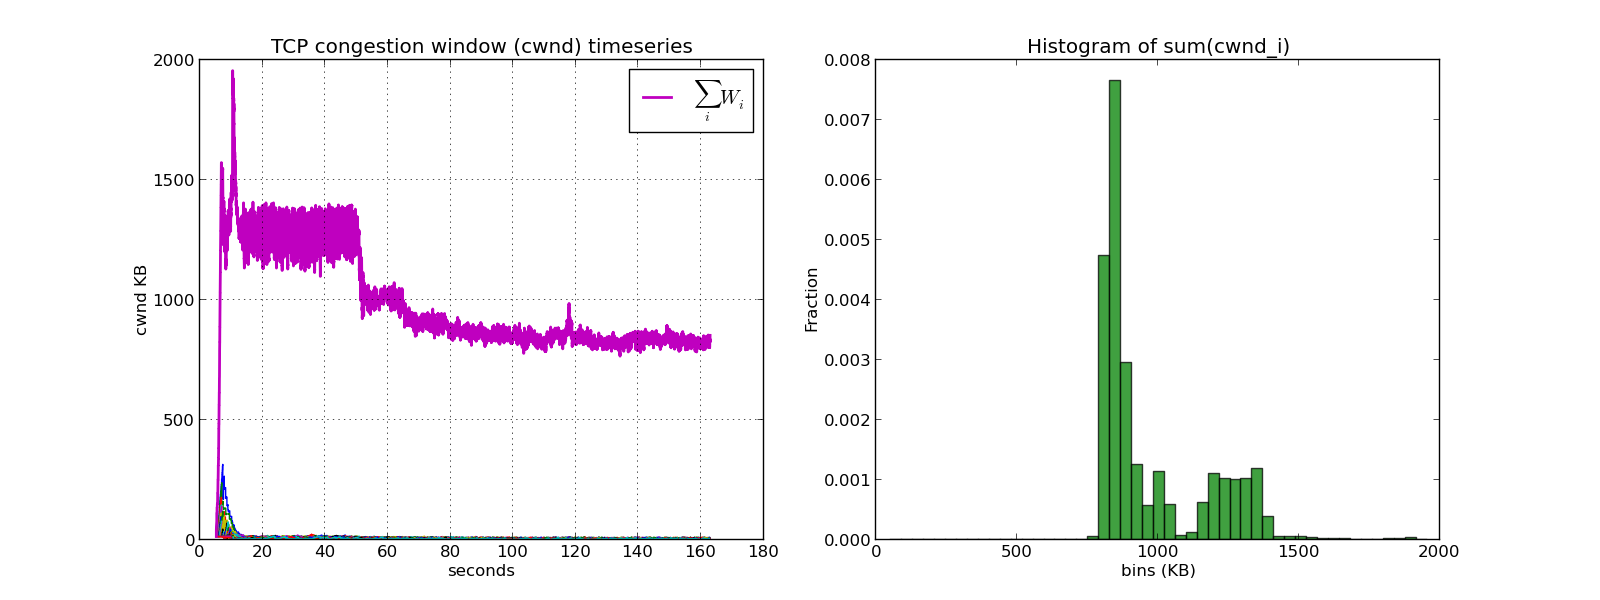 TCP congestion window (cwnd) timeseries
2000
1500
1000
500
0
cwnd KB
∑_i W_i
0 20 40 60 80 100 120 140 160 180
seconds
Histogram of sum(cwnd_i)
0.008
0.007
0.006
0.005
0.004
0.003
0.002
0.001
0.000
Fraction
0 500 1000 1500 2000
bins (KB)